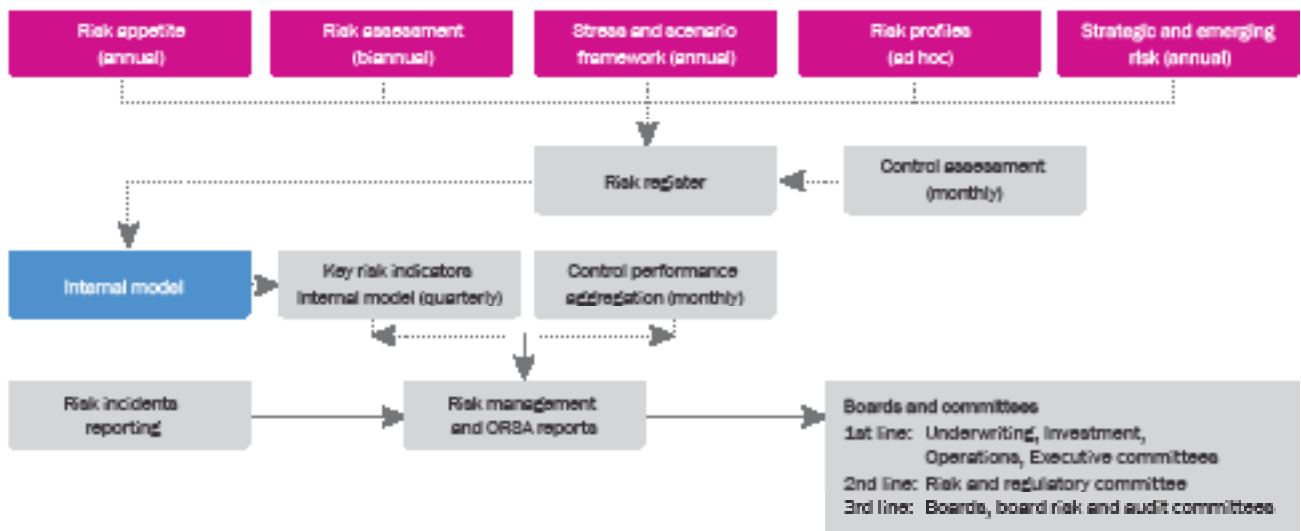 Risk appetite
(annual)
Risk assessment
(biannual)
Stress and scenario
framework (annual)
Risk profiles
(ad hoc)
Strategic and emerging
risk (annual)
Risk register
Control assessment
(monthly)
Internal model
Key risk indicators
Internal model (quarterly)
Control performance
aggregation (monthly)
Risk incidents
reporting
Risk management
and ORSA reports
Boards and committees
1st line: Underwriting, Investment,
Operations, Executive committees
2nd line: Risk and regulatory committee
3rd line: Boards, board risk and audit committees